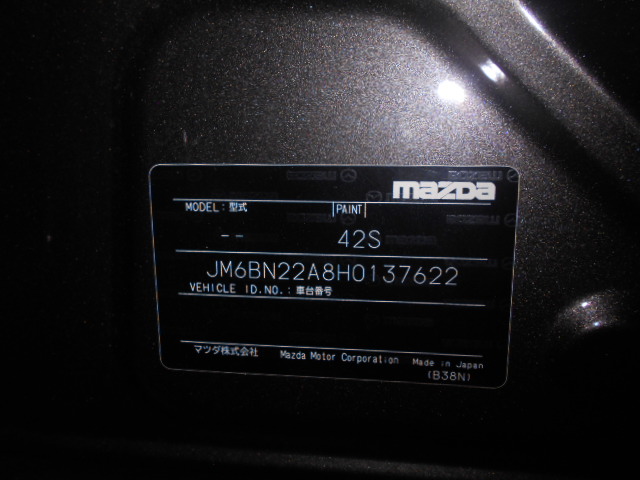 mazda
MODEL:型式 PAINT
-- 42S
JM6BN22A8H0137622
VEHICLE ID.NO.:車台番号
マツダ株式会社 Mazda Motor Corporation Made in Japan
(B38N)